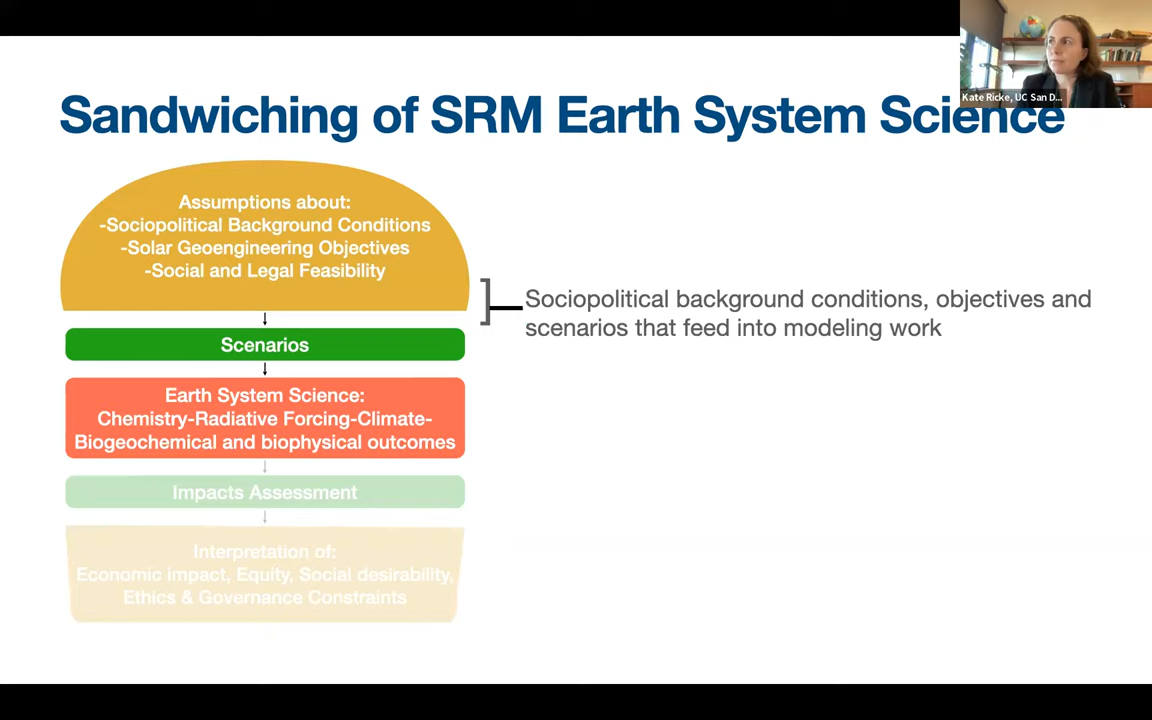 Kate Ricke, UC San D...
Sandwiching of SRM Earth System Science
Assumptions about:
-Sociopolitical Background Conditions
-Solar Geoengineering Objectives
-Social and Legal Feasibility
Sociopolitical background conditions, objectives and
scenarios that feed into modeling work
Scenarios
Earth System Science:
Chemistry-Radiative Forcing-Climate-
Biogeochemical and biophysical outcomes
Impacts Assessment
Interpretation of:
Economic impact, Equity, Social desirability,
Ethics & Governance Constraints